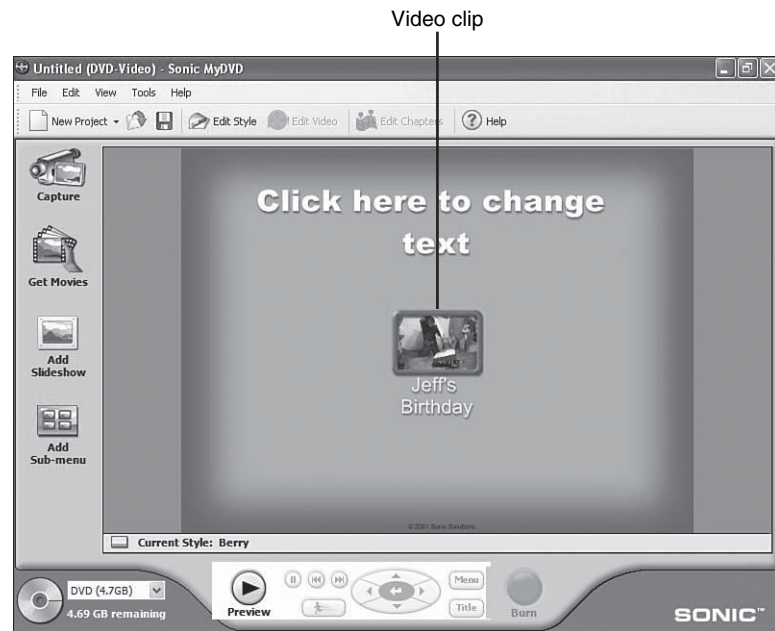 Video clip
Untitled (DVD-Video) - Sonic MyDVD
File Edit View Tools Help
New Project Edit Style Edit Video Edit Chapters Help
Capture
Get Movies
Add
Slideshow
Add
Sub-menu
Click here to change
text
Jeff's
Birthday
© 2001 Sonic Solutions
Current Style: Berry
DVD (4.7GB)
4.69 GB remaining
Preview
Menu
Title
Burn
SONIC™